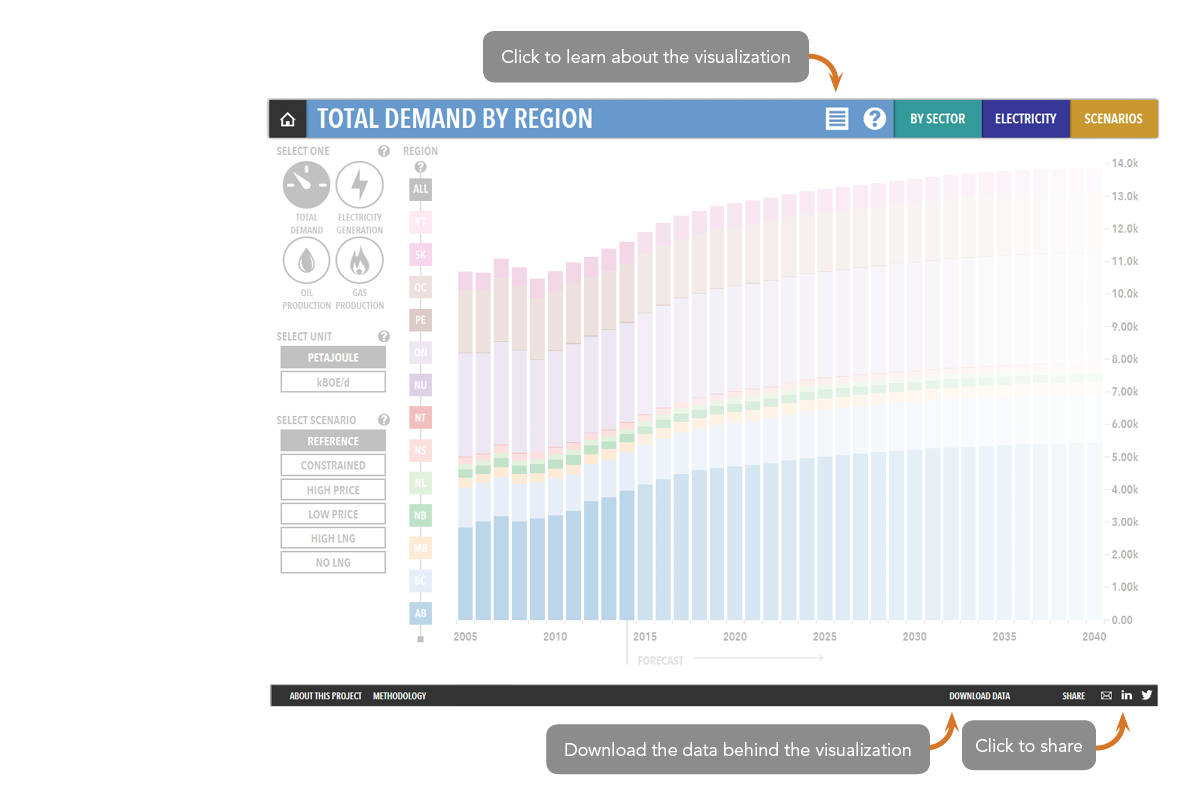 Click to learn about the visualization
TOTAL DEMAND BY REGION
?
BY SECTOR
ELECTRICITY
SCENARIOS
SELECT ONE
?
TOTAL
DEMAND
ELECTRICITY
GENERATION
OIL
PRODUCTION
GAS
PRODUCTION
SELECT UNIT
?
PETAJOULE
kBOE/d
SELECT SCENARIO
?
REFERENCE
CONSTRAINED
HIGH PRICE
LOW PRICE
HIGH LNG
NO LNG
REGION
?
ALL
YT
SK
QC
PE
ON
NU
NT
NS
NL
NB
MB
BC
AB
14.0k
13.0k
12.0k
11.0k
10.0k
9.00k
8.00k
7.00k
6.00k
5.00k
4.00k
3.00k
2.00k
1.00k
0.00
2005
2010
2015
2020
2025
2030
2035
2040
FORECAST
ABOUT THIS PROJECT
METHODOLOGY
DOWNLOAD DATA
SHARE
in
Download the data behind the visualization
Click to share